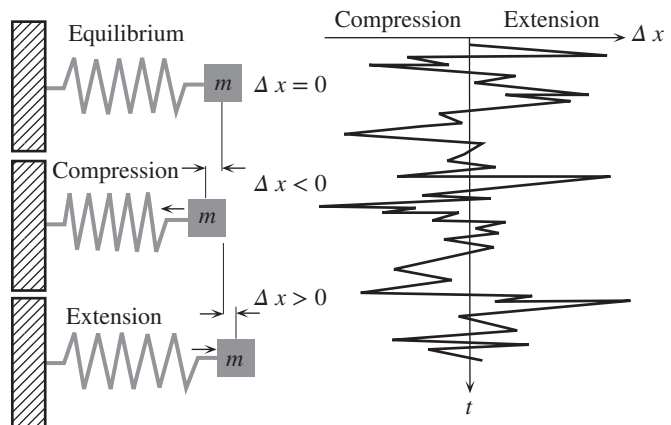 Compression Extension
Δ x
Equilibrium
m
Δ x = 0
Compression
m
Δ x < 0
Extension
m
Δ x > 0
t